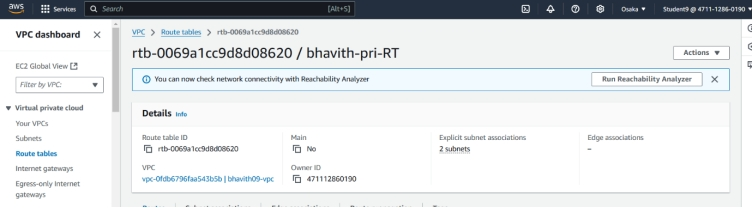 aws
Services
Search
[Alt+S]
Osaka
Student9 @ 4711-1286-0190
VPC dashboard
EC2 Global View
Filter by VPC:
Virtual private cloud
Your VPCs
Subnets
Route tables
Internet gateways
Egress-only Internet
gateways
VPC > Route tables > rtb-0069a1cc9d8d08620
rtb-0069a1cc9d8d08620 / bhavith-pri-RT
Actions
You can now check network connectivity with Reachability Analyzer
Run Reachability Analyzer
Details Info
Route table ID
rtb-0069a1cc9d8d08620
Main
No
Explicit subnet associations
2 subnets
Edge associations
–
VPC
vpc-0fdb6796faa543b5b | bhavith09-vpc
Owner ID
471112860190